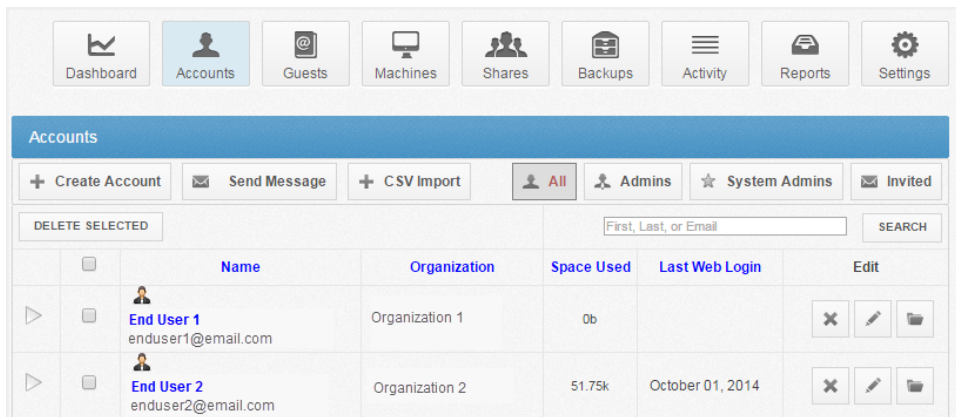 Dashboard Accounts Guests Machines Shares Backups Activity Reports Settings
Accounts
Create Account Send Message CSV Import All Admins System Admins Invited
DELETE SELECTED First, Last, or Email SEARCH
Name Organization Space Used Last Web Login Edit
End User 1 Organization 1 0b
enduser1@email.com
End User 2 Organization 2 51.75k October 01, 2014
enduser2@email.com